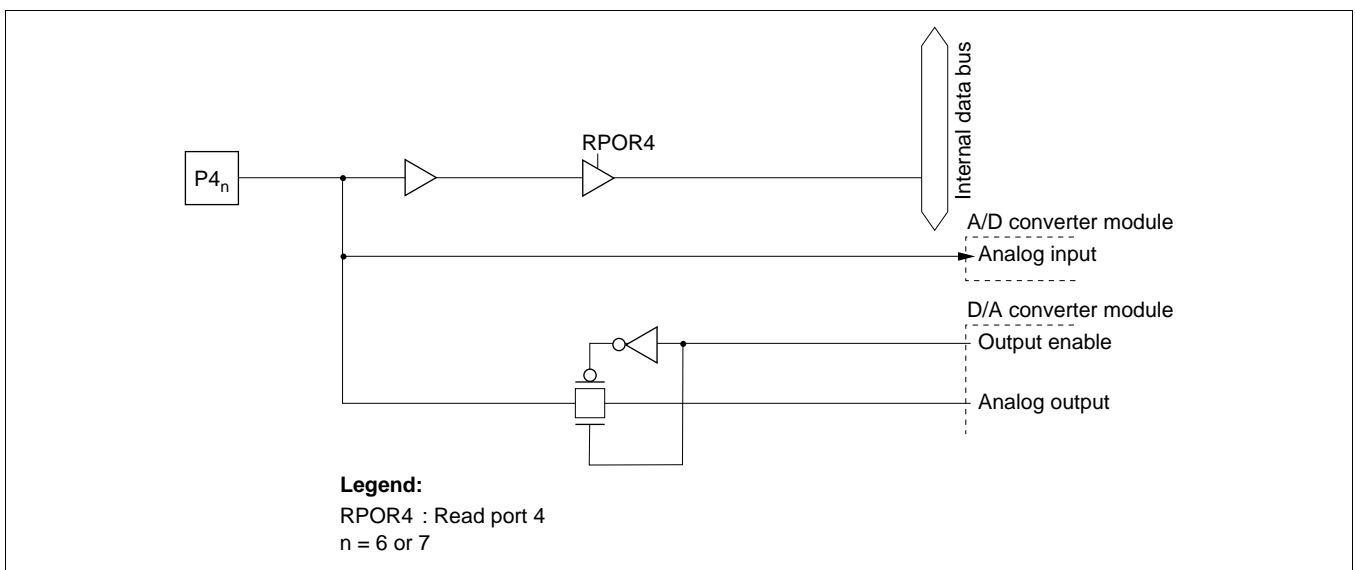 RPOR4
P4n
Internal data bus
A/D converter module
Analog input
D/A converter module
Output enable
Analog output
Legend:
RPOR4 : Read port 4
n = 6 or 7